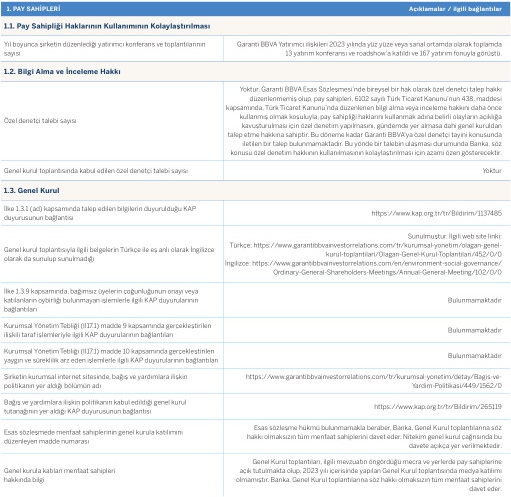 1. PAY SAHİPLERİ
Açıklamalar / ilgili bağlantılar
1.1. Pay Sahipliği Haklarının Kullanımının Kolaylaştırılması
Yıl boyunca şirketin düzenlediği yatırımcı konferans ve toplantılarının
sayısı
Garanti BBVA Yatırımcı ilişkileri 2023 yılında yüz yüze veya sanal ortamda olarak toplamda
13 yatırım konferansı ve roadshow'a katıldı ve 167 yatırım fonuyla görüştü.
1.2. Bilgi Alma ve İnceleme Hakkı
Özel denetçi talebi sayısı
Yoktur. Garanti BBVA Esas Sözleşmesi'nde bireysel bir hak olarak özel denetçi talep hakkı
düzenlenmemiş olup, pay sahipleri, 6102 sayılı Türk Ticaret Kanunu'nun 438. maddesi
kapsamında, Türk Ticaret Kanunu'nda düzenlenen bilgi alma veya inceleme hakkını daha önce
kullanmış olmak koşuluyla, pay sahipliği haklarını kullanmak adına belirli olayların açıklığa
kavuşturulması için özel denetim yapılmasını, gündemde yer almasa dahi genel kuruldan
talep etme hakkına sahiptir. Bu döneme kadar Garanti BBVA'ya özel denetçi tayini konusunda
iletilen bir talep bulunmamaktadır. Bu yönde bir talebin ulaşması durumunda Banka, söz
konusu özel denetim hakkının kullanılmasının kolaylaştırılması için azami özen gösterecektir.
Genel kurul toplantısında kabul edilen özel denetçi talebi sayısı
Yoktur
1.3. Genel Kurul
İlke 1.3.1 (ad) kapsamında talep edilen bilgilerin duyurulduğu KAP
duyurusunun bağlantısı
https://www.kap.org.tr/tr/Bildirim/1137485
Genel kurul toplantısıyla ilgili belgelerin Türkçe ile eş anlı olarak İngilizce
olarak da sunulup sunulmadığı
Sunulmuştur. İlgili web site linki:
Türkçe: https://www.garantibbvainvestorrelations.com/tr/kurumsal-yonetim/olagan-genel-
kurul-toplantilari/Olagan-Genel-Kurul-Toplantilari/452/0/0
İngilizce: https://www.garantibbvainvestorrelations.com/en/environment-social-governance/
Ordinary-General-Shareholders-Meetings/Annual-General-Meeting/102/0/0
İlke 1.3.9 kapsamında, bağımsız üyelerin çoğunluğunun onayı veya
katılanların oybirliği bulunmayan işlemlerle ilgili KAP duyurularının
bağlantıları
Bulunmamaktadır
Kurumsal Yönetim Tebliği (II17.1) madde 9 kapsamında gerçekleştirilen
ilişkili taraf işlemleriyle ilgili KAP duyurularının bağlantıları
Bulunmamaktadır
Kurumsal Yönetim Tebliği (II17.1) madde 10 kapsamında gerçekleştirilen
yaygın ve süreklilik arz eden işlemlerle ilgili KAP duyurularının bağlantıları
Bulunmamaktadır
Şirketin kurumsal internet sitesinde, bağış ve yardımlara ilişkin
politikanın yer aldığı bölümün adı
https://www.garantibbvainvestorrelations.com/tr/kurumsal-yonetim/detay/Bagis-ve-
Yardim-Politikasi/449/1562/0
Bağış ve yardımlara ilişkin politikanın kabul edildiği genel kurul
tutanağının yer aldığı KAP duyurusunun bağlantısı
https://www.kap.org.tr/tr/Bildirim/265119
Esas sözleşmede menfaat sahiplerinin genel kurula katılımını
düzenleyen madde numarası
Esas sözleşme hükmü bulunmamakla beraber, Banka, Genel Kurul toplantılarına söz
hakkı olmaksızın tüm menfaat sahiplerini davet eder. Nitekim genel kurul çağrısında bu
davete açıkça yer verilmektedir.
Genel kurula katılan menfaat sahipleri
hakkında bilgi
Genel Kurul toplantıları, ilgili mevzuatın öngördüğü mecra ve yerlerde pay sahiplerine
açık tutulmakta olup, 2023 yılı içerisinde yapılan Genel Kurul toplantısında medya katılımı
olmamıştır. Banka, Genel Kurul toplantılarına söz hakkı olmaksızın tüm menfaat sahiplerini
davet eder.